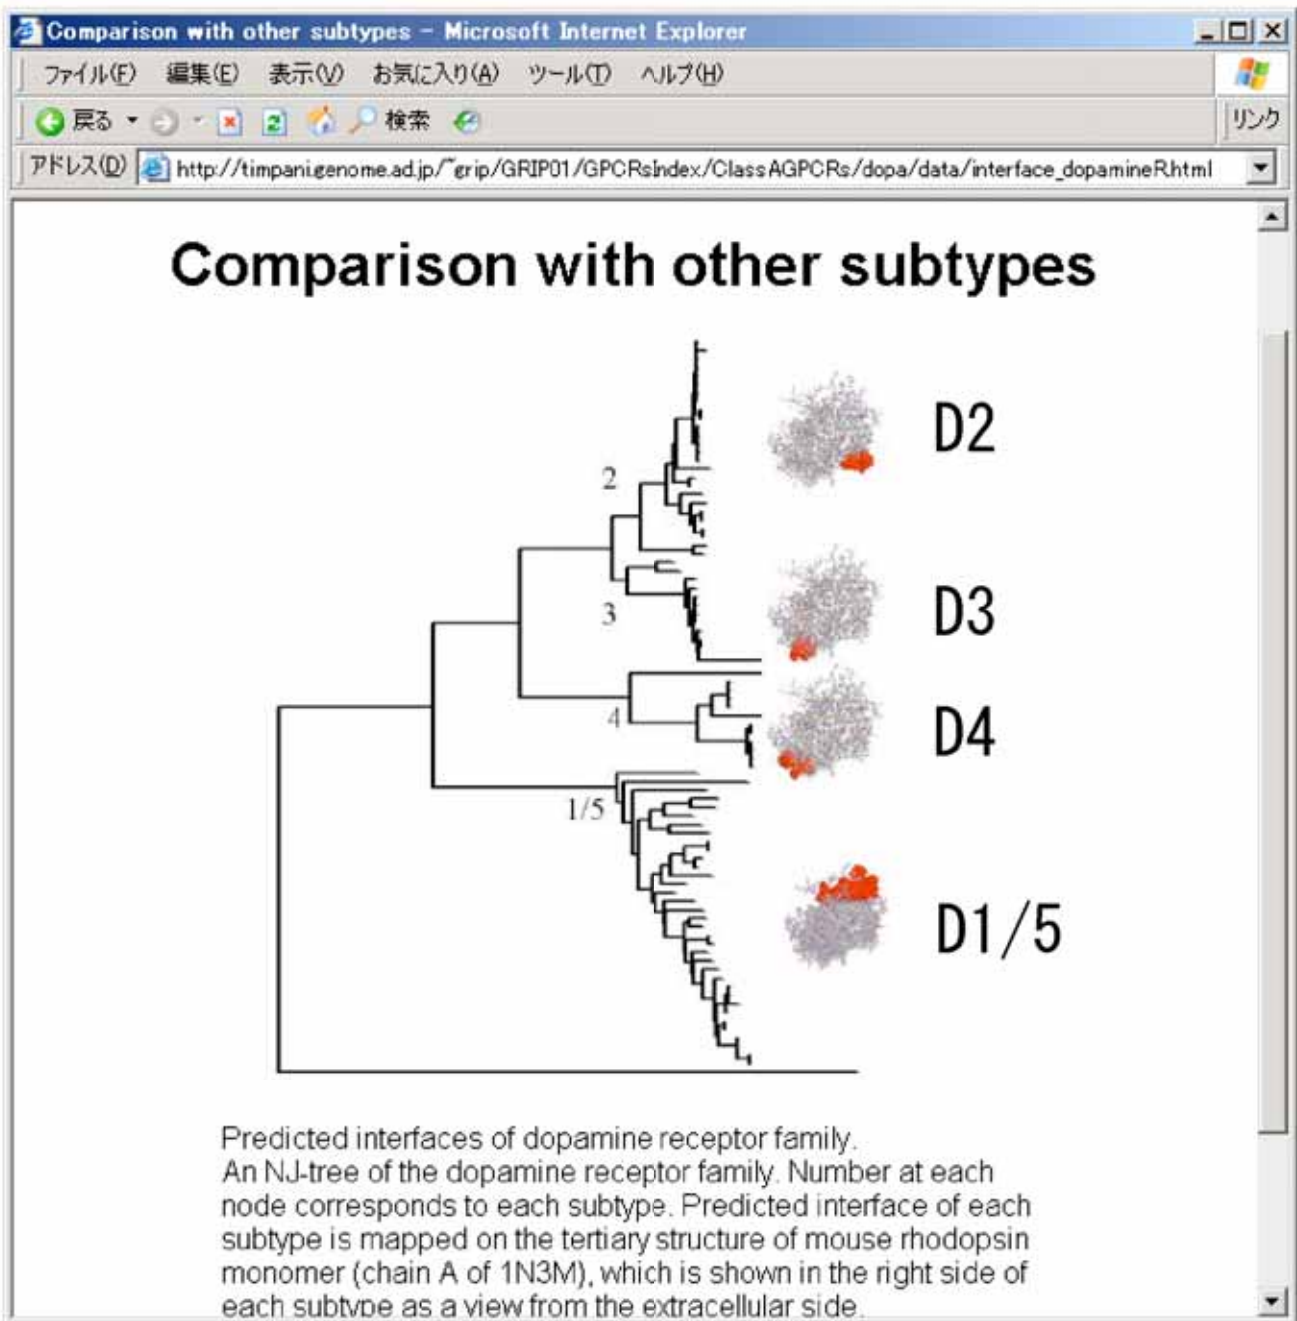 Comparison with other subtypes - Microsoft Internet Explorer
ファイル(F) 編集(E) 表示(V) お気に入り(A) ツール(T) ヘルプ(H)
戻る 検索 リンク
アドレス(D) http://timpani.genome.ad.jp/~grip/GRIP01/GPCRsIndex/ClassAGPCRs/dopa/data/interface_dopamineR.html
Comparison with other subtypes
D2
2
D3
3
D4
4
1/5
D1/5
Predicted interfaces of dopamine receptor family.
An NJ-tree of the dopamine receptor family. Number at each
node corresponds to each subtype. Predicted interface of each
subtype is mapped on the tertiary structure of mouse rhodopsin
monomer (chain A of 1N3M), which is shown in the right side of
each subtype as a view from the extracellular side.